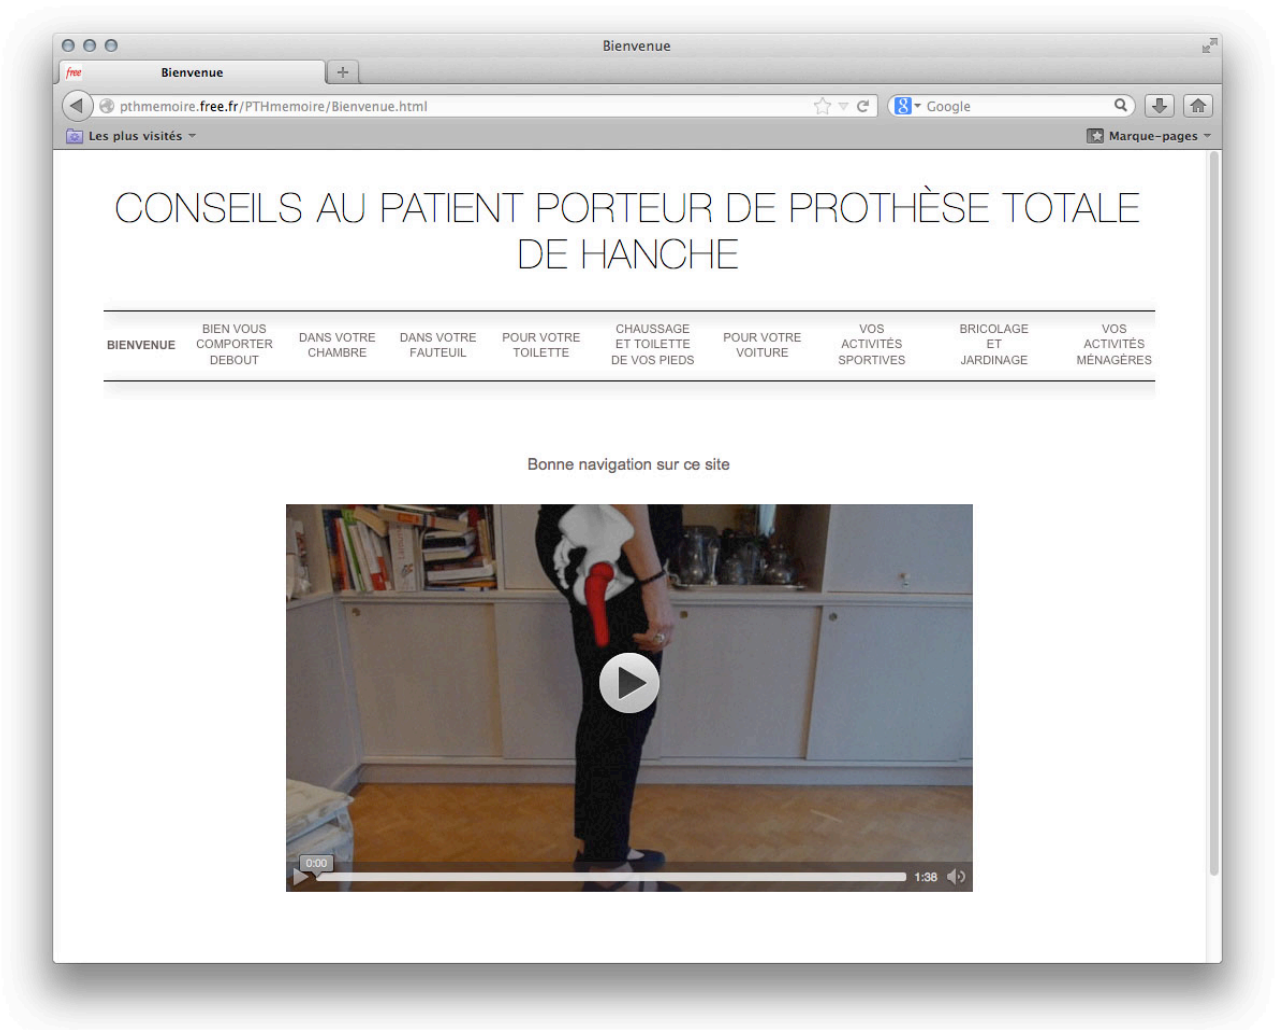 Bienvenue
free Bienvenue
pthmemoire.free.fr/PTHmemoire/Bienvenue.html
Google
Les plus visités
Marque-pages
CONSEILS AU PATIENT PORTEUR DE PROTHÈSE TOTALE
DE HANCHE
BIENVENUE
BIEN VOUS
COMPORTER
DEBOUT
DANS VOTRE
CHAMBRE
DANS VOTRE
FAUTEUIL
POUR VOTRE
TOILETTE
CHAUSSAGE
ET TOILETTE
DE VOS PIEDS
POUR VOTRE
VOITURE
VOS
ACTIVITÉS
SPORTIVES
BRICOLAGE
ET
JARDINAGE
VOS
ACTIVITÉS
MÉNAGÈRES
Bonne navigation sur ce site
0:00
1:38